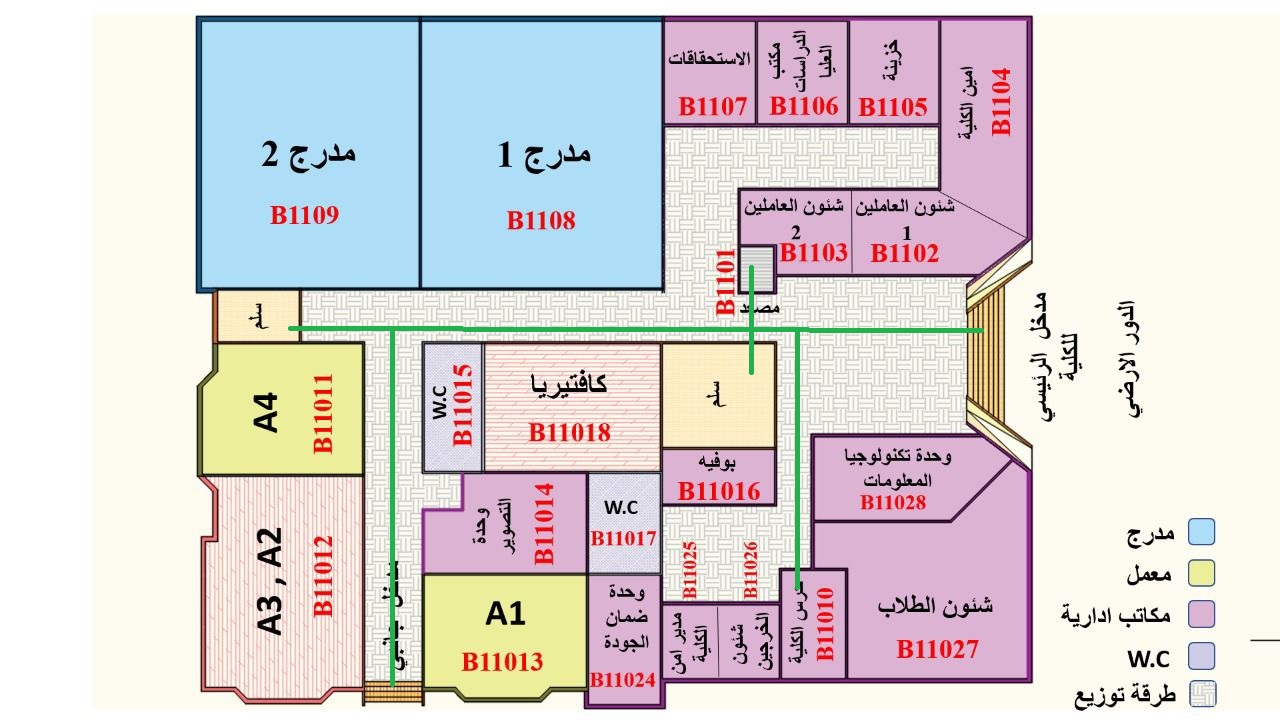 الاستحقاقات
B1107
مكتب
الدراسات
العليا
B1106
خزينة
B1105
امين الكلية
B1104
مدرج 2
B1109
مدرج 1
B1108
شئون العاملين
2
B1103
شئون العاملين
1
B1102
B1101
مصعد
سلم
مدخل الرئيسي
للكلية
الدور الارضي
A4
B11011
W.C
B11015
كافتيريا
B11018
سلم
بوفيه
B11016
وحدة تكنولوجيا
المعلومات
B11028
A3 , A2
B11012
جانبي
وحدة
التصوير
B11014
W.C
B11017
B11025
B11026
A1
B11013
وحدة
ضمان
الجودة
B11024
مدير امن
الكلية
شئون
الخرجين
الكلية
B11010
شئون الطلاب
B11027
مدرج
معمل
مكاتب ادارية
W.C
طرقة توزيع